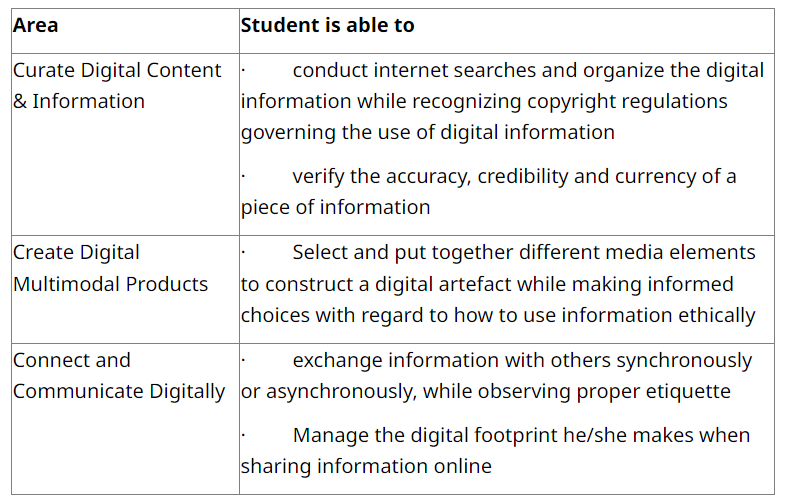 Area
Student is able to
Curate Digital Content
& Information
· conduct internet searches and organize the digital
information while recognizing copyright regulations
governing the use of digital information
· verify the accuracy, credibility and currency of a
piece of information
Create Digital
Multimodal Products
· Select and put together different media elements
to construct a digital artefact while making informed
choices with regard to how to use information ethically
Connect and
Communicate Digitally
· exchange information with others synchronously
or asynchronously, while observing proper etiquette
· Manage the digital footprint he/she makes when
sharing information online